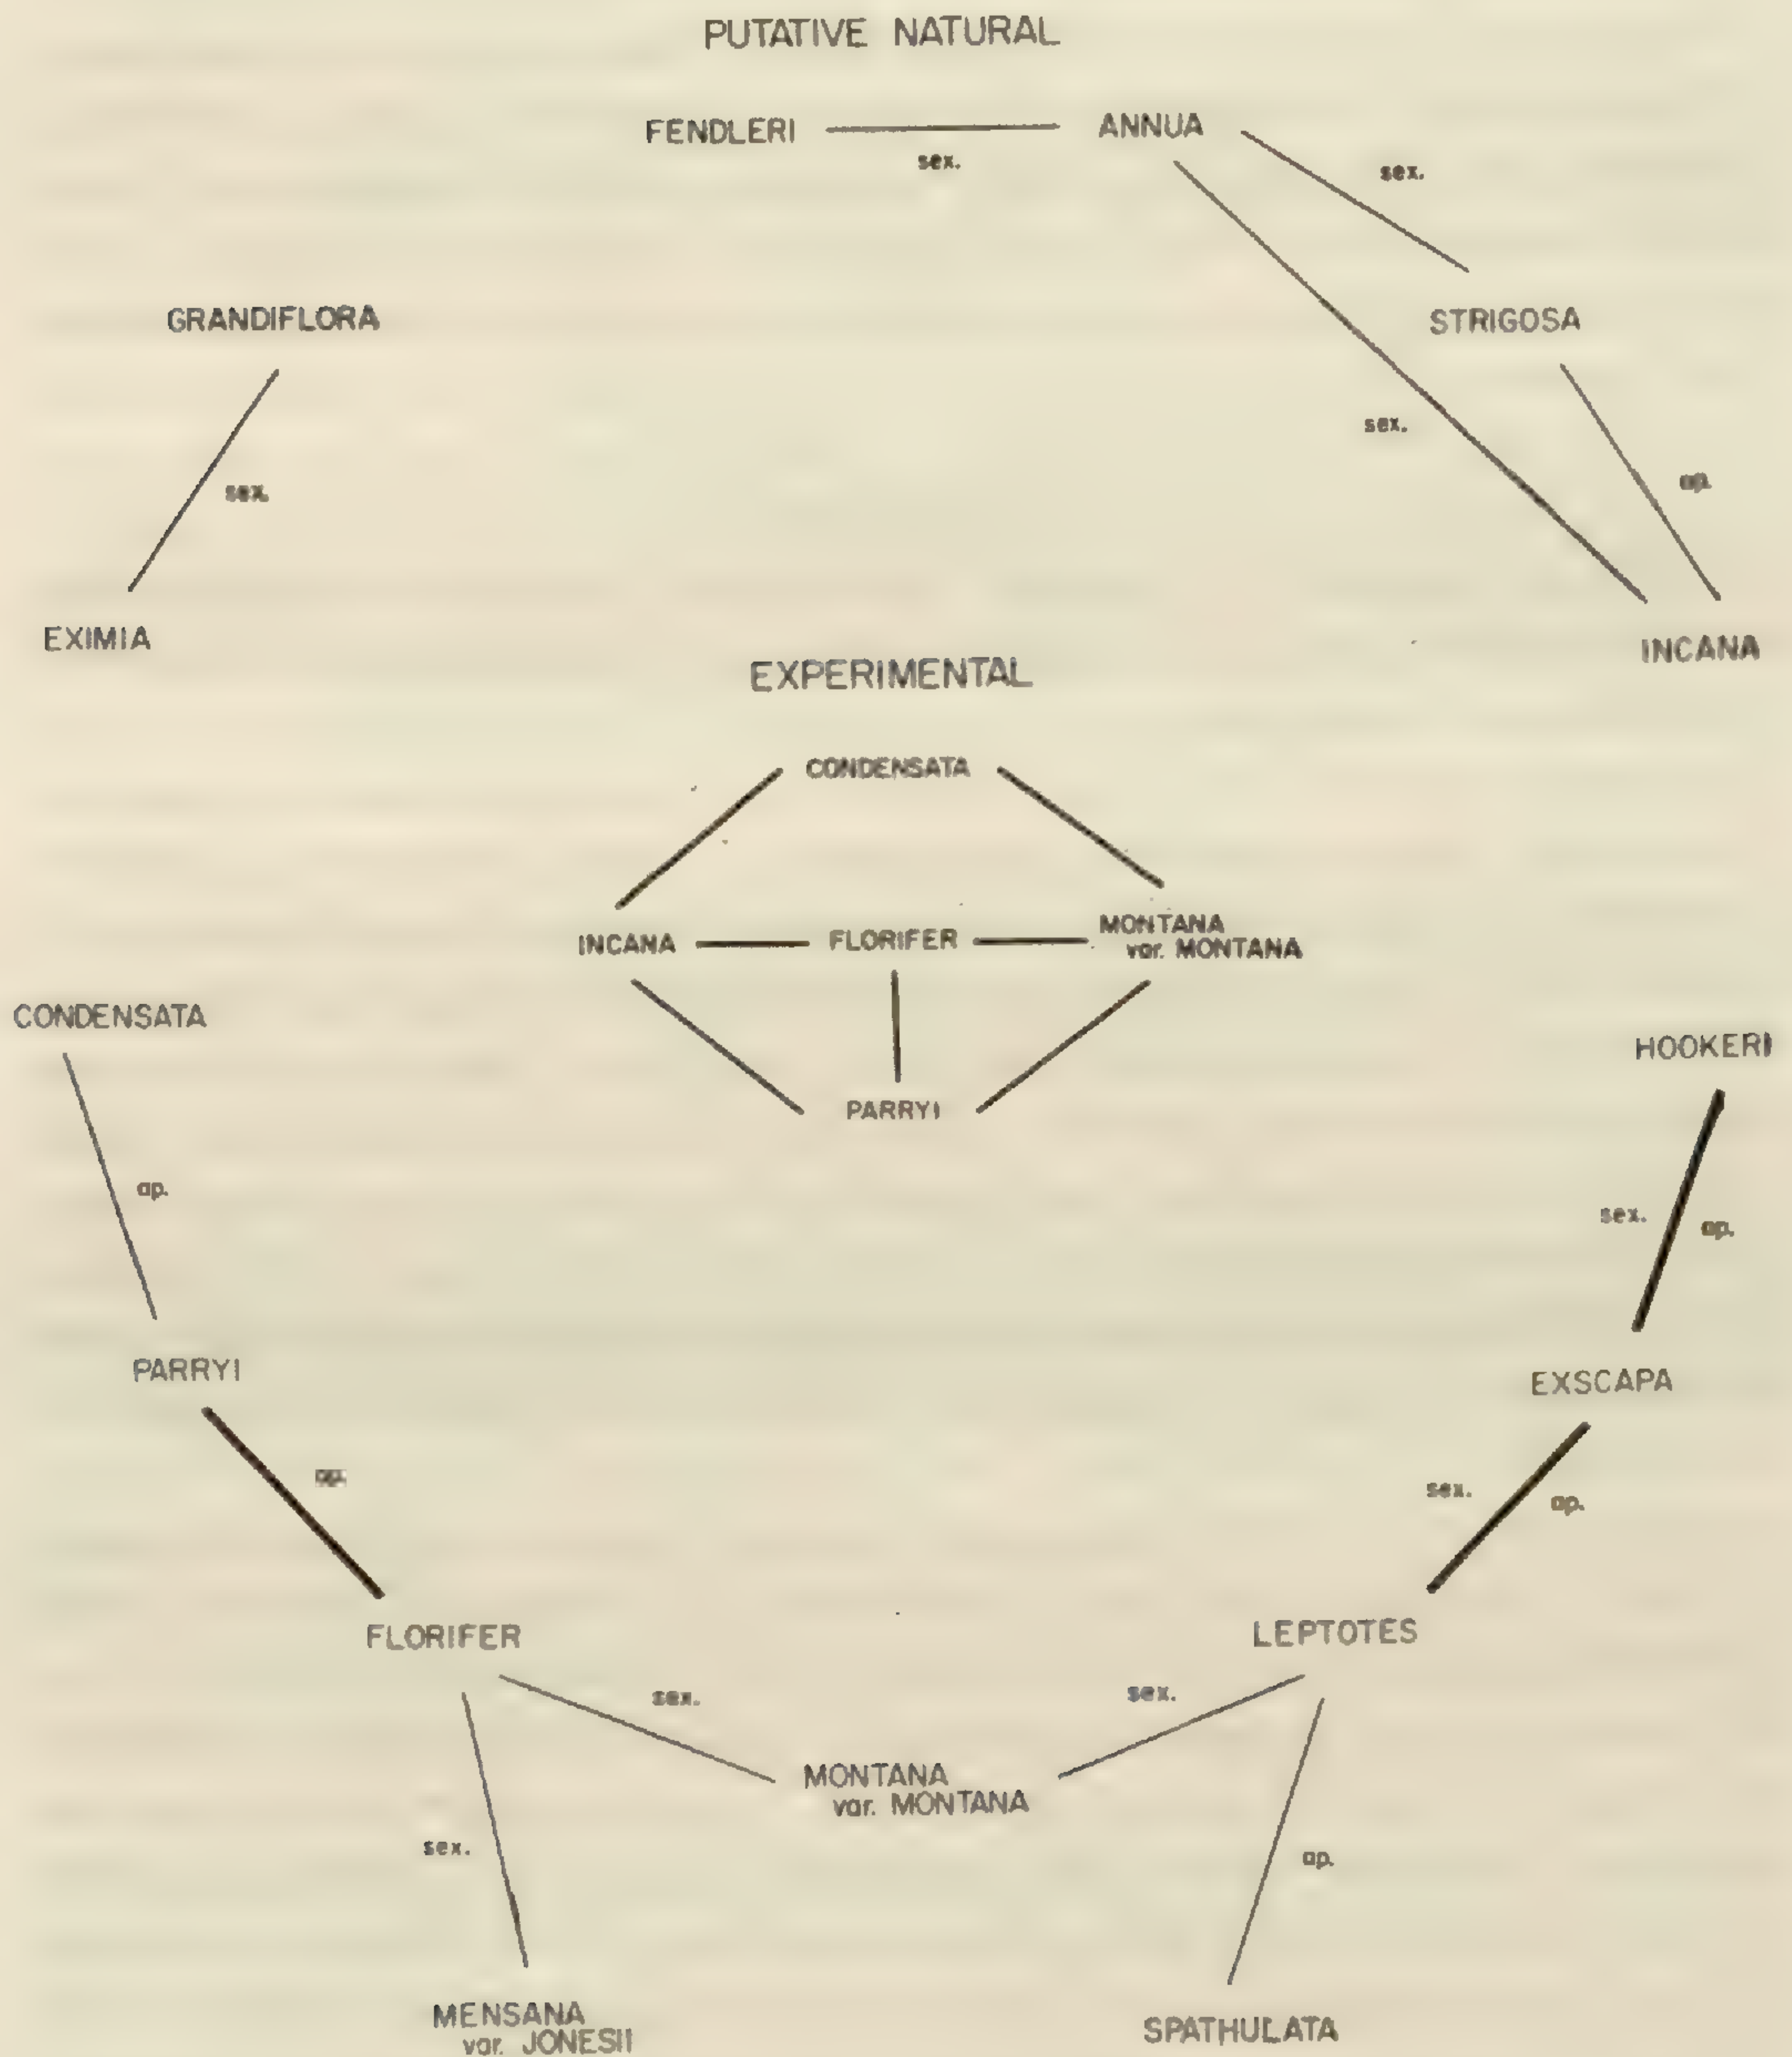 PUTATIVE NATURAL
FENDLERI
ANNUA
sex.
sex.
GRANDIFLORA
STRIGOSA
sex.
sex.
ap.
EXIMIA
INCANA
EXPERIMENTAL
CONDENSATA
INCANA
FLORIFER
MONTANA
var. MONTANA
CONDENSATA
HOOKERI
PARRYI
ap.
sex.
ap.
PARRYI
EXSCAPA
ap.
sex.
ap.
FLORIFER
LEPTOTES
sex.
sex.
MONTANA
var. MONTANA
sex.
ap.
MENSANA
var. JONESII
SPATHULATA